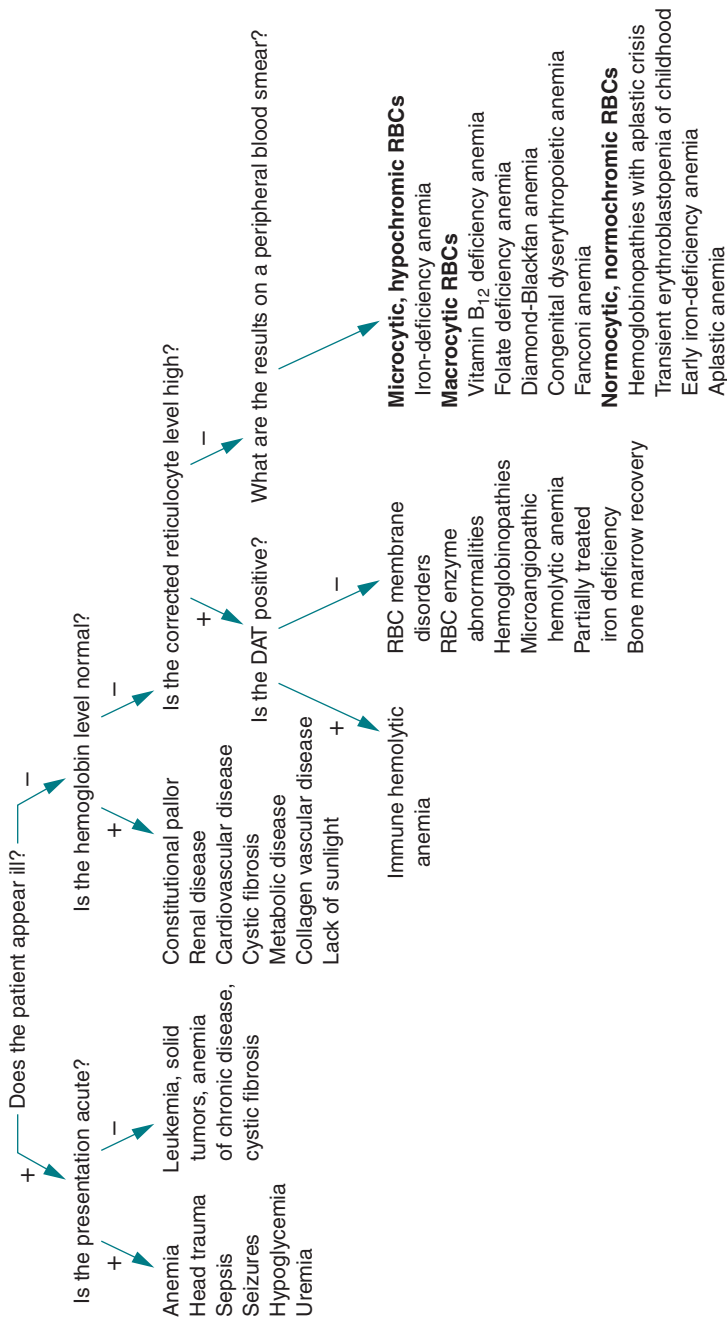 Does the patient appear ill?
+
−
Is the presentation acute?
Is the hemoglobin level normal?
+
−
+
−
Anemia
Head trauma
Sepsis
Seizures
Hypoglycemia
Uremia
Leukemia, solid
tumors, anemia
of chronic disease,
cystic fibrosis
Constitutional pallor
Renal disease
Cardiovascular disease
Cystic fibrosis
Metabolic disease
Collagen vascular disease
Lack of sunlight
Is the corrected reticulocyte level high?
+
−
Is the DAT positive?
What are the results on a peripheral blood smear?
+
−
Immune hemolytic
anemia
RBC membrane
disorders
RBC enzyme
abnormalities
Hemoglobinopathies
Microangiopathic
hemolytic anemia
Partially treated
iron deficiency
Bone marrow recovery
Microcytic, hypochromic RBCs
Iron-deficiency anemia
Macrocytic RBCs
Vitamin B12 deficiency anemia
Folate deficiency anemia
Diamond-Blackfan anemia
Congenital dyserythropoietic anemia
Fanconi anemia
Normocytic, normochromic RBCs
Hemoglobinopathies with aplastic crisis
Transient erythroblastopenia of childhood
Early iron-deficiency anemia
Aplastic anemia